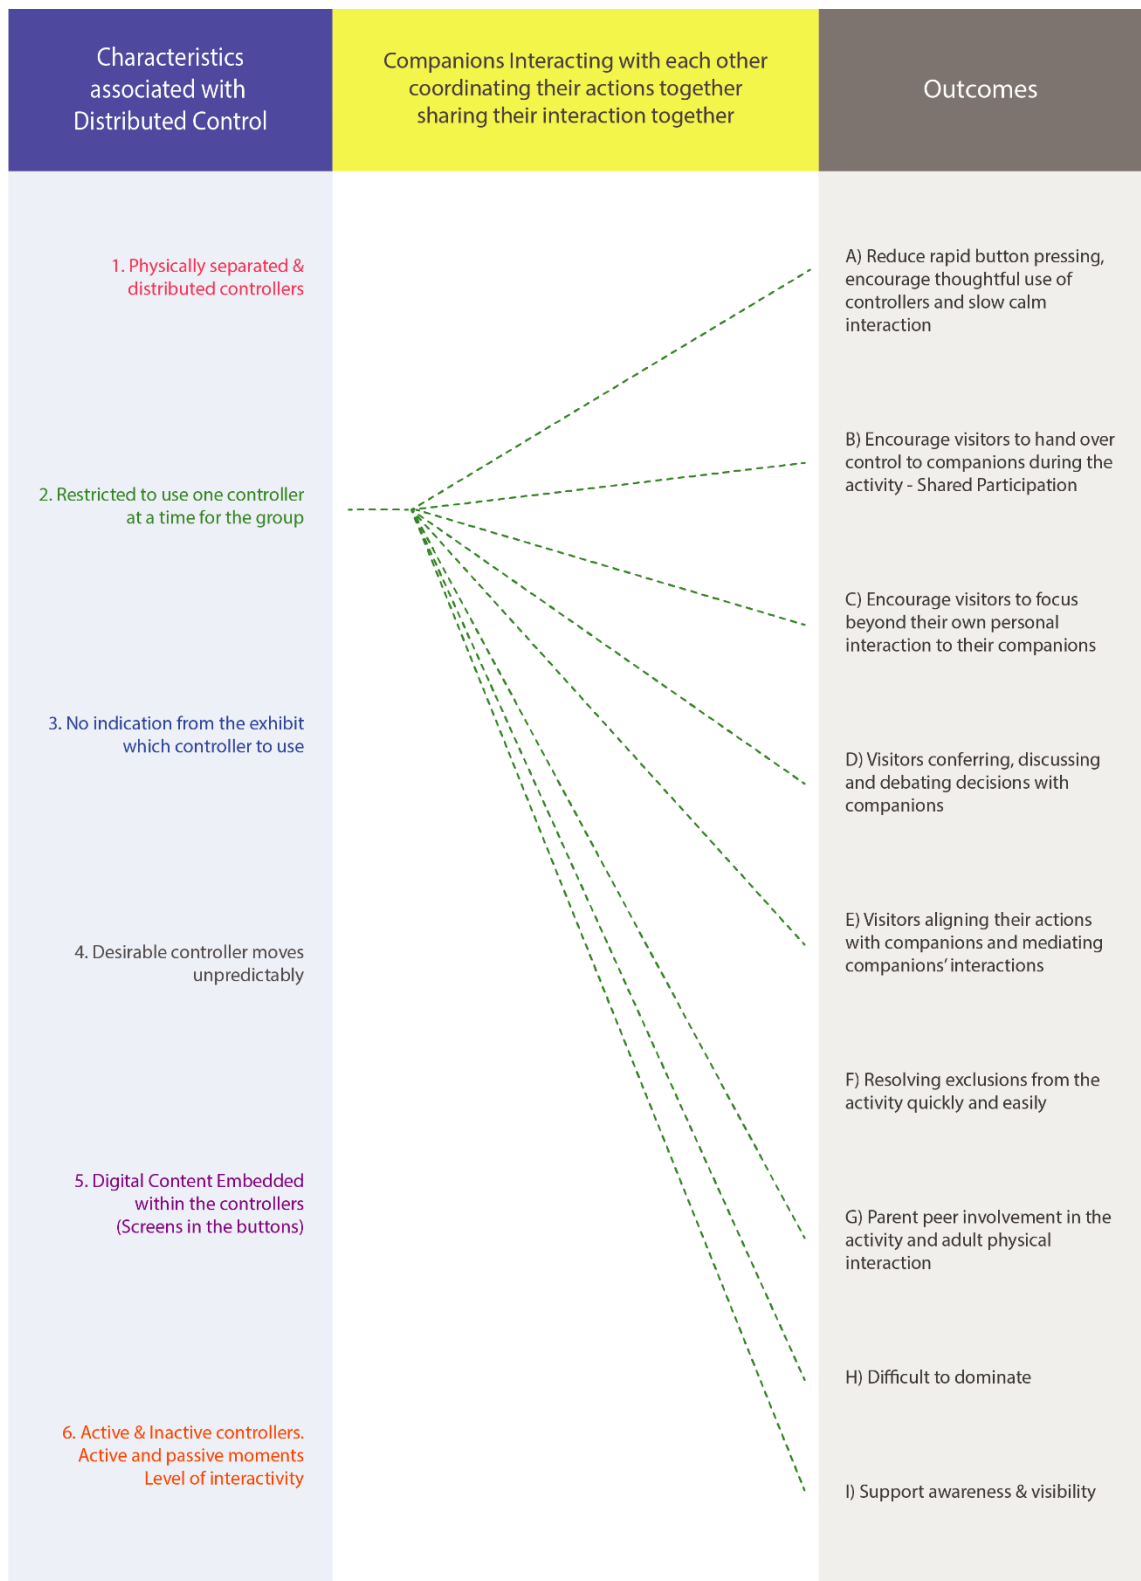 Characteristics
associated with
Distributed Control
Companions Interacting with each other
coordinating their actions together
sharing their interaction together
Outcomes
1. Physically separated &
distributed controllers
2. Restricted to use one controller
at a time for the group
3. No indication from the exhibit
which controller to use
4. Desirable controller moves
unpredictably
5. Digital Content Embedded
within the controllers
(Screens in the buttons)
6. Active & Inactive controllers.
Active and passive moments
Level of interactivity
A) Reduce rapid button pressing,
encourage thoughtful use of
controllers and slow calm
interaction
B) Encourage visitors to hand over
control to companions during the
activity - Shared Participation
C) Encourage visitors to focus
beyond their own personal
interaction to their companions
D) Visitors conferring, discussing
and debating decisions with
companions
E) Visitors aligning their actions
with companions and mediating
companions’ interactions
F) Resolving exclusions from the
activity quickly and easily
G) Parent peer involvement in the
activity and adult physical
interaction
H) Difficult to dominate
I) Support awareness & visibility